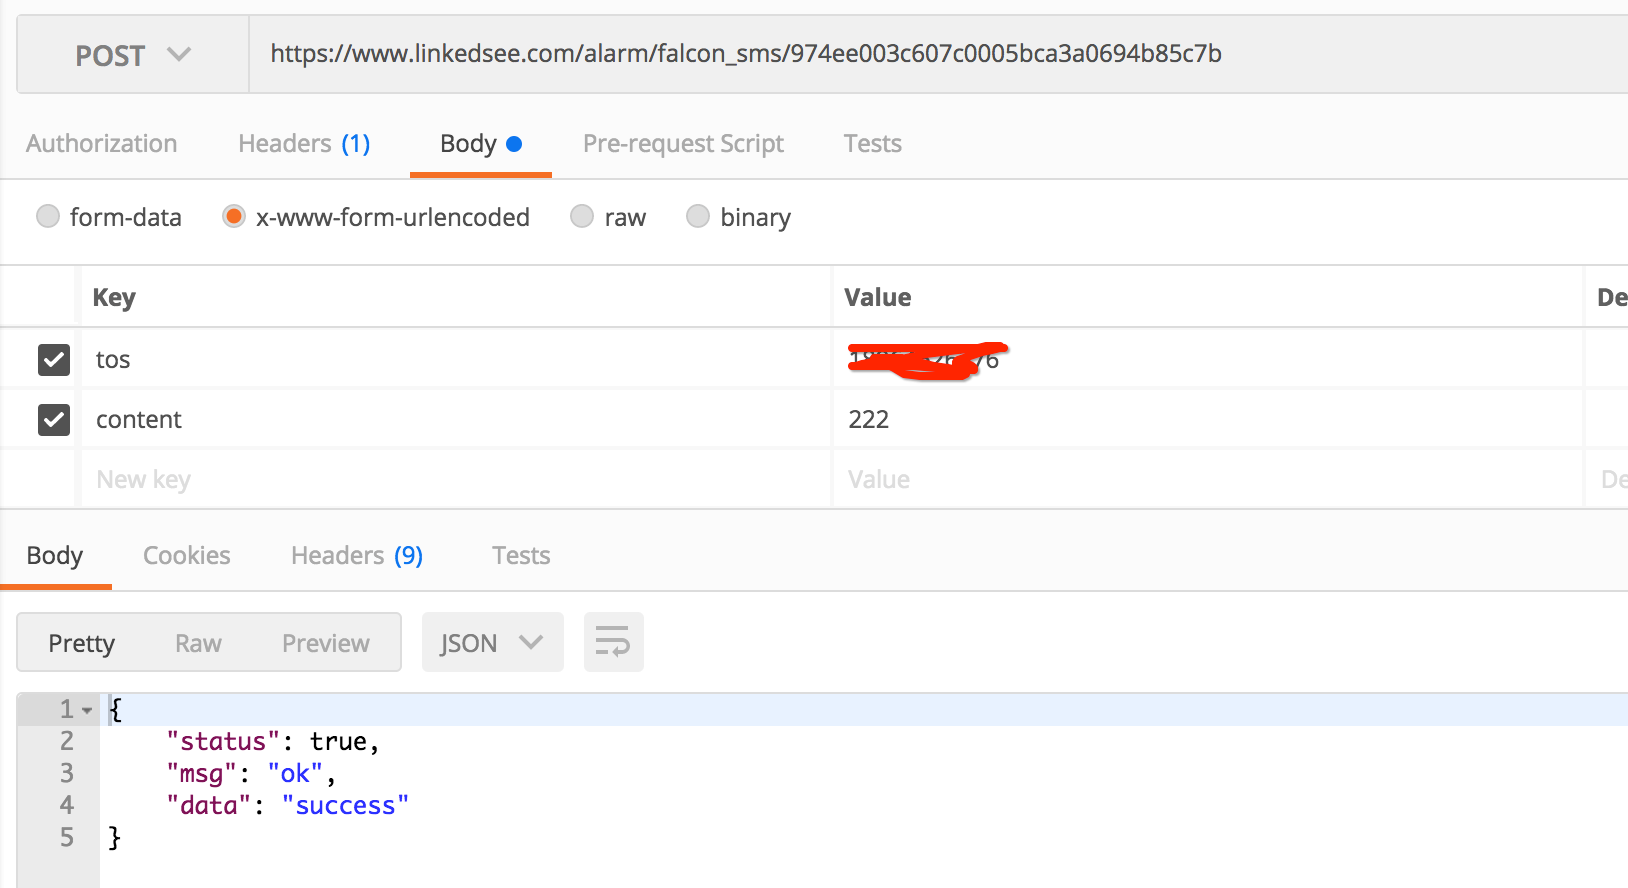 POST https://www.linkedsee.com/alarm/falcon_sms/974ee003c607c0005bca3a0694b85c7b
Authorization Headers (1) Body Pre-request Script Tests
form-data x-www-form-urlencoded raw binary
Key Value De
tos
content 222
New key Value De
Body Cookies Headers (9) Tests
Pretty Raw Preview JSON
1 {
2 "status": true,
3 "msg": "ok",
4 "data": "success"
5 }